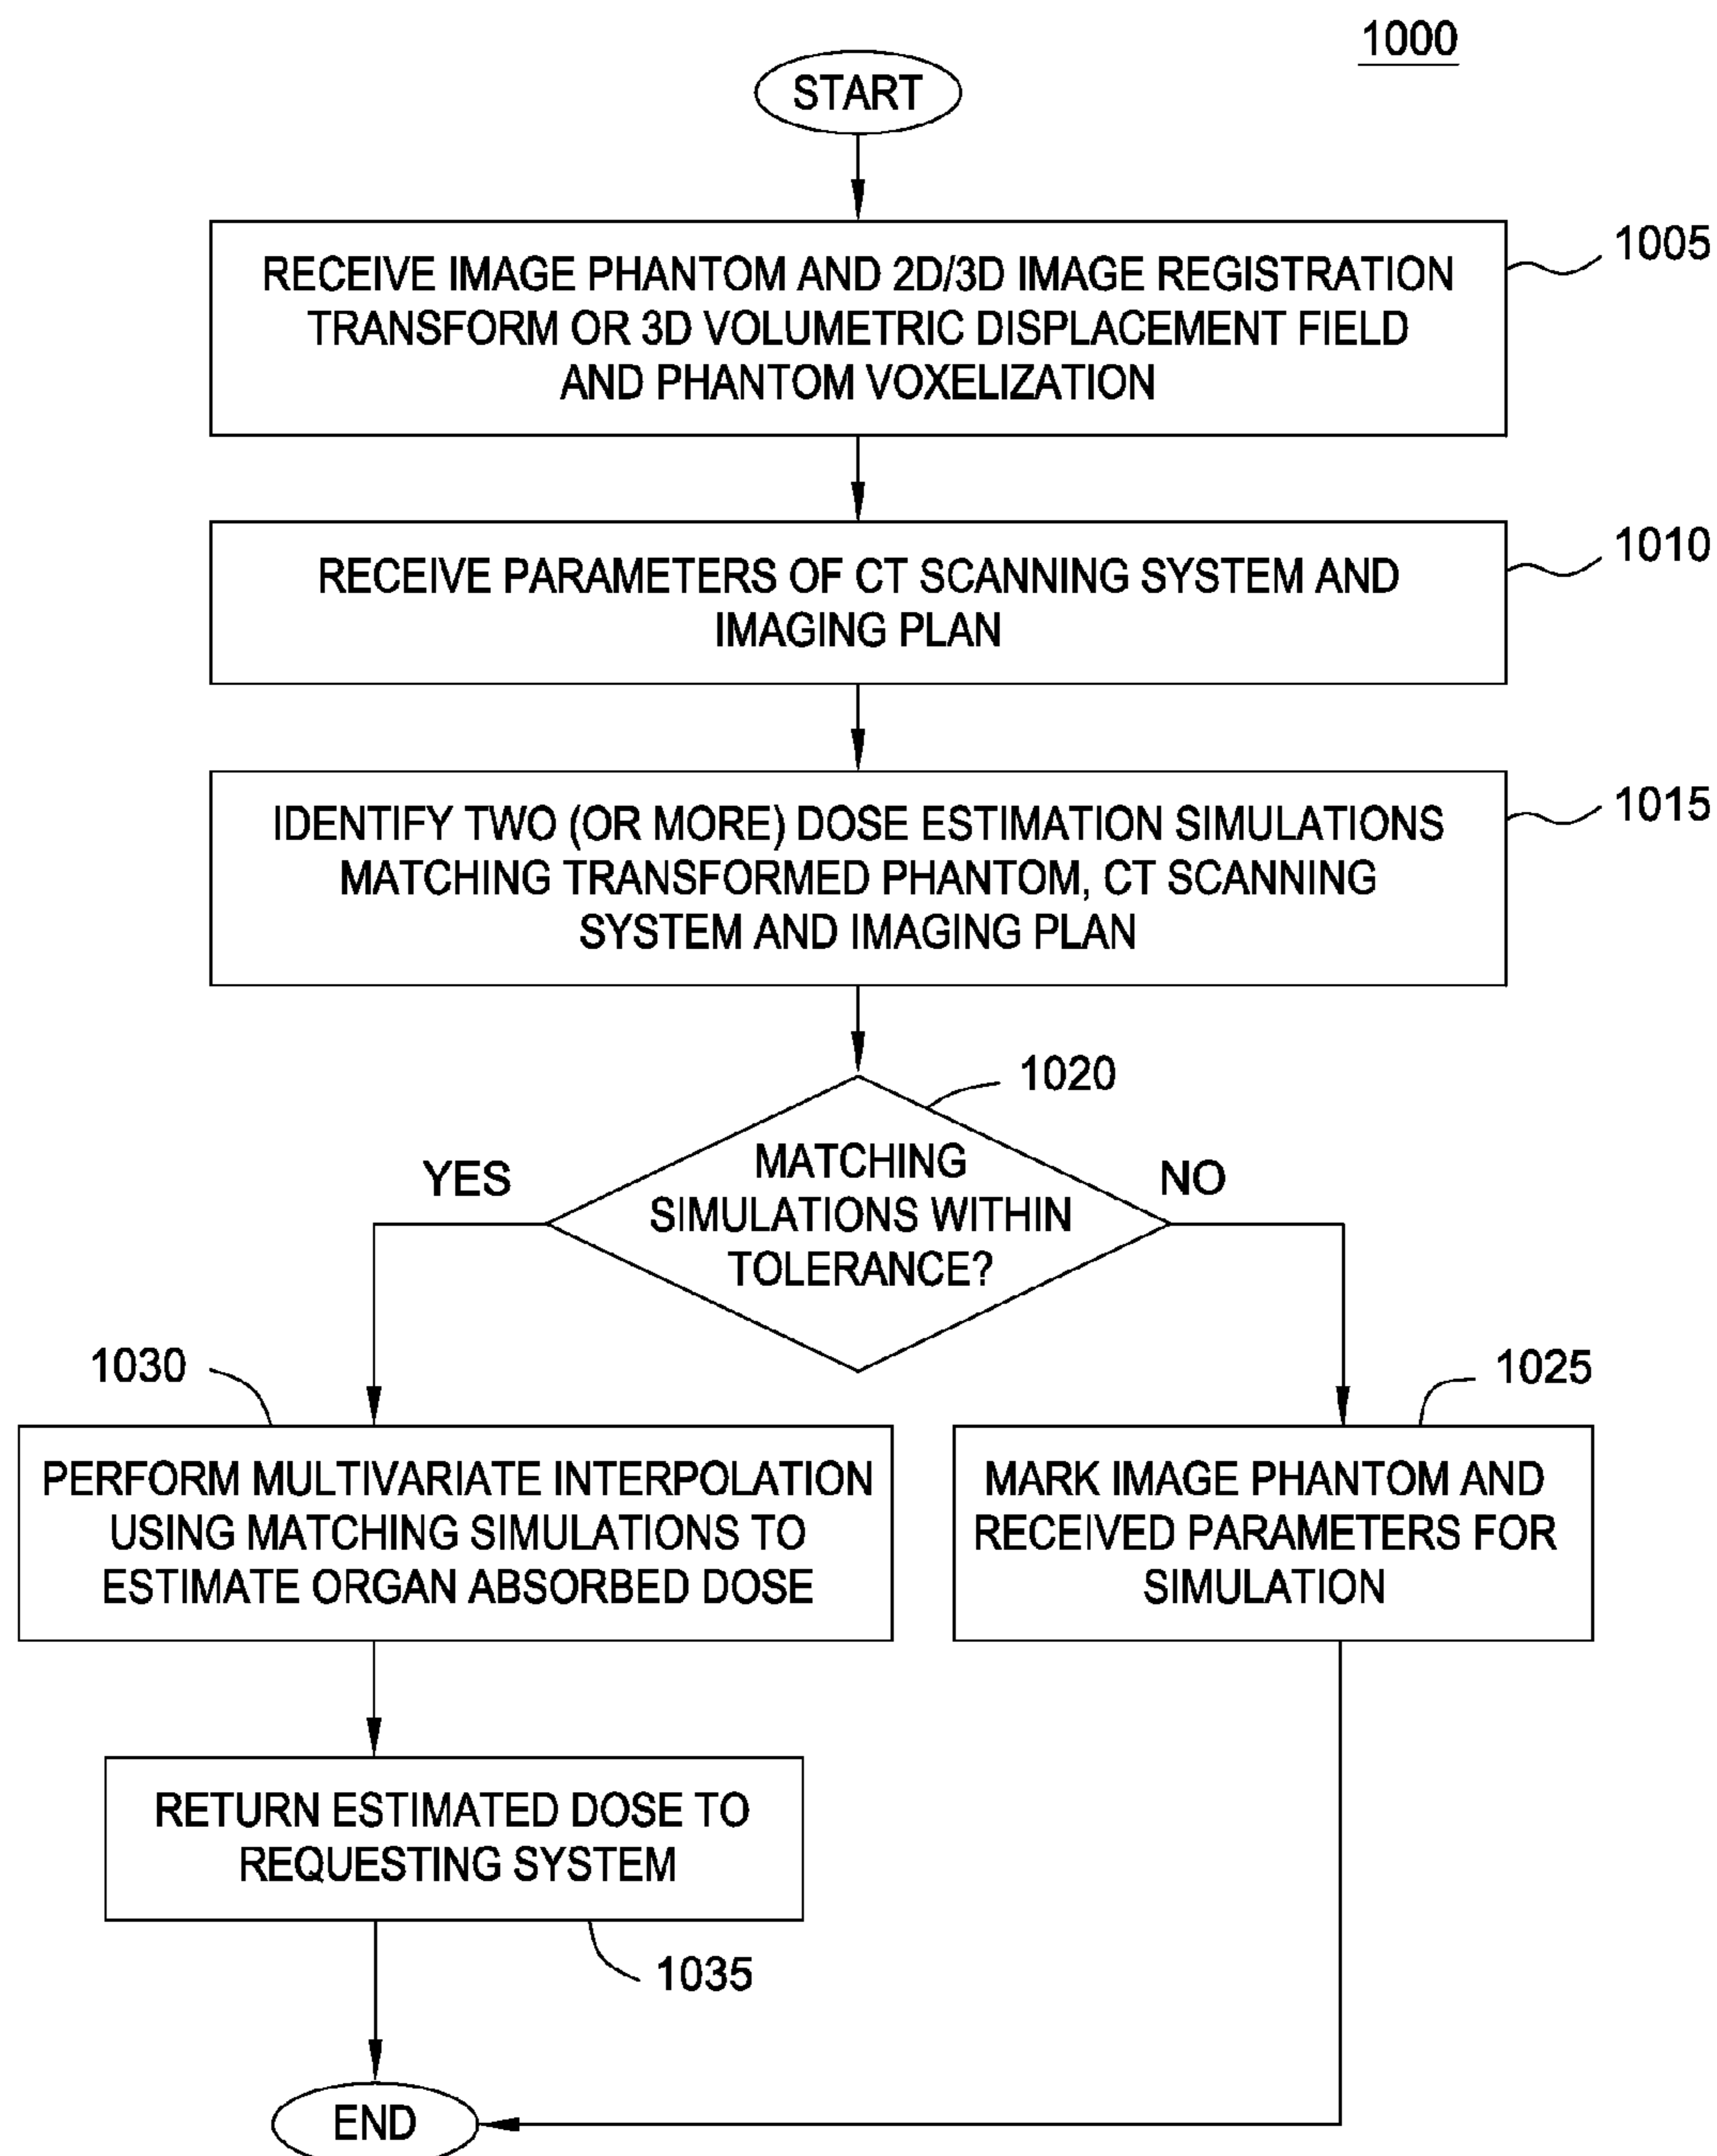 1000
START
RECEIVE IMAGE PHANTOM AND 2D/3D IMAGE REGISTRATION
TRANSFORM OR 3D VOLUMETRIC DISPLACEMENT FIELD
AND PHANTOM VOXELIZATION
1005
RECEIVE PARAMETERS OF CT SCANNING SYSTEM AND
IMAGING PLAN
1010
IDENTIFY TWO (OR MORE) DOSE ESTIMATION SIMULATIONS
MATCHING TRANSFORMED PHANTOM, CT SCANNING
SYSTEM AND IMAGING PLAN
1015
1020
MATCHING
SIMULATIONS WITHIN
TOLERANCE?
YES
NO
1030
PERFORM MULTIVARIATE INTERPOLATION
USING MATCHING SIMULATIONS TO
ESTIMATE ORGAN ABSORBED DOSE
1025
MARK IMAGE PHANTOM AND
RECEIVED PARAMETERS FOR
SIMULATION
RETURN ESTIMATED DOSE TO
REQUESTING SYSTEM
1035
END